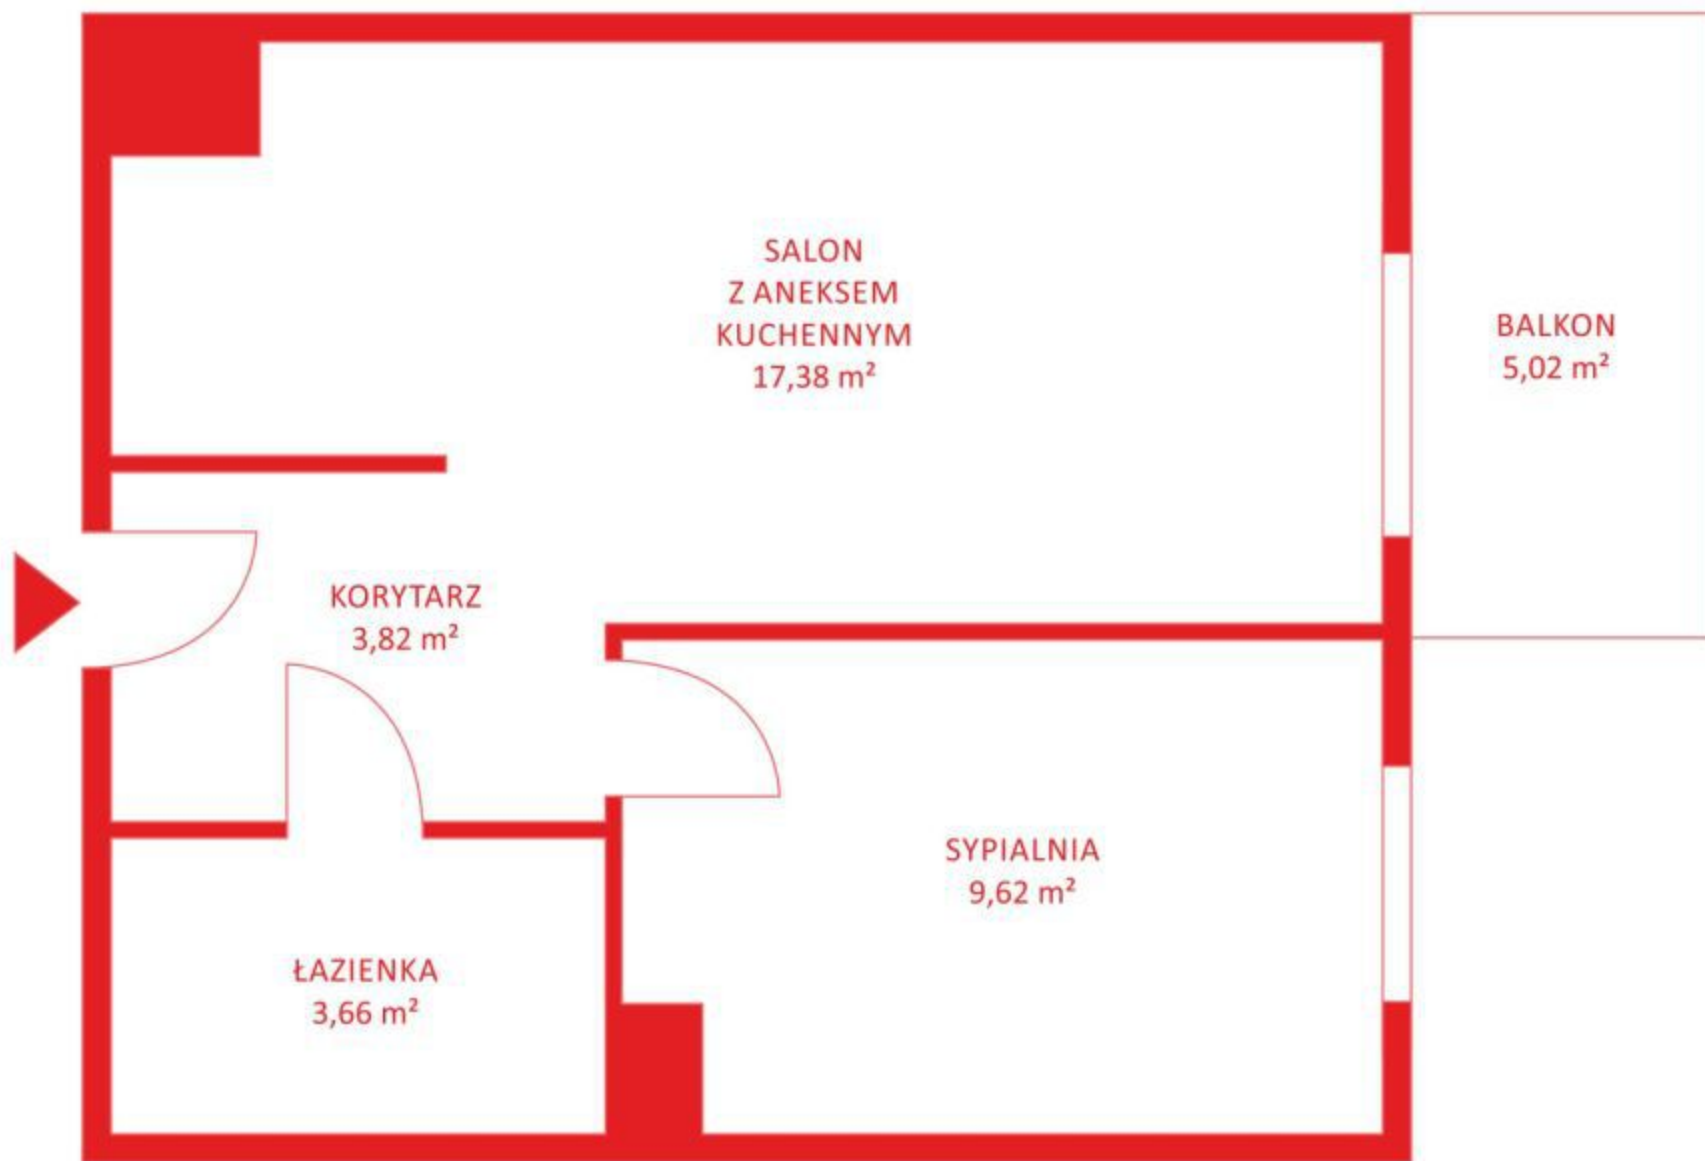 SALON
Z ANEKSEM
KUCHENNYM
17,38 m²
BALKON
5,02 m²
KORYTARZ
3,82 m²
SYPIALNIA
9,62 m²
ŁAZIENKA
3,66 m²